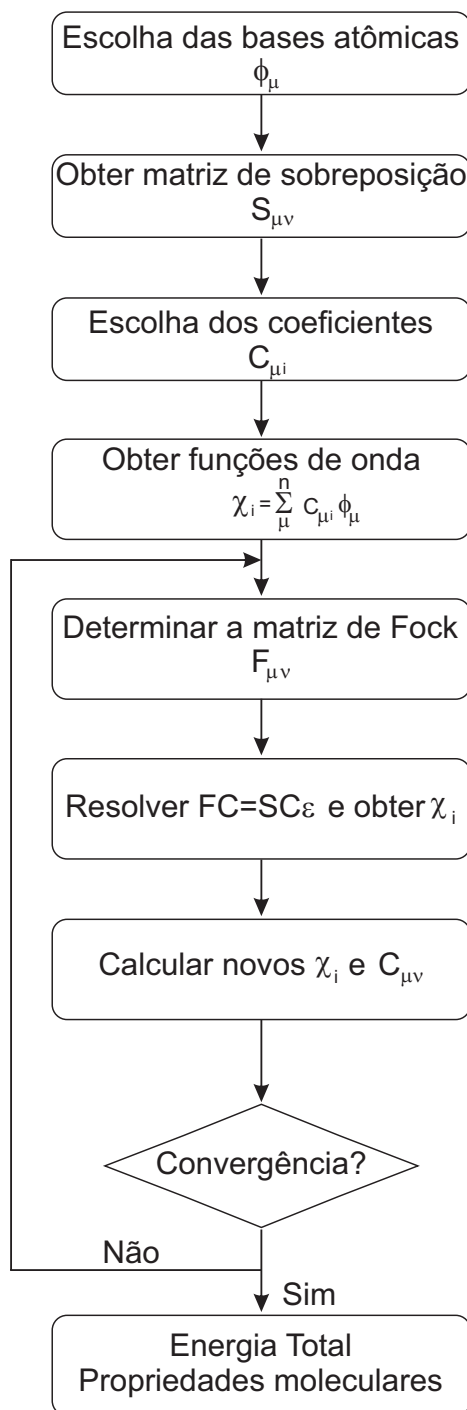 Escolha das bases atômicas
ϕμ
Obter matriz de sobreposição
Sμν
Escolha dos coeficientes
Cμi
Obter funções de onda
χi = Σμn Cμi ϕμ
Determinar a matriz de Fock
Fμν
Resolver FC=SCε e obter χi
Calcular novos χi e Cμν
Convergência?
Não
Sim
Energia Total
Propriedades moleculares